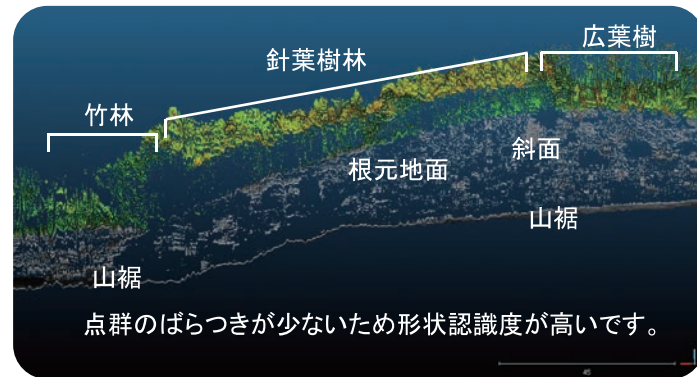 広葉樹
針葉樹林
竹林
斜面
根元地面
山裾
山裾
点群のばらつきが少ないため形状認識度が高いです。
45